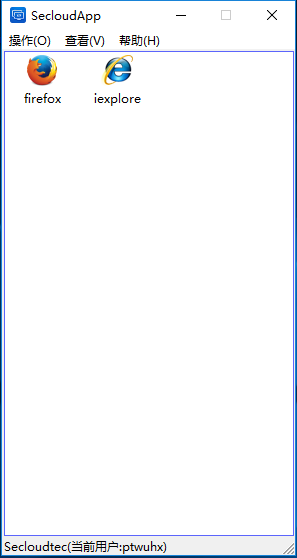 SecloudApp
操作(O) 查看(V) 帮助(H)
firefox iexplore
Secloudtec(当前用户:ptwuhx)